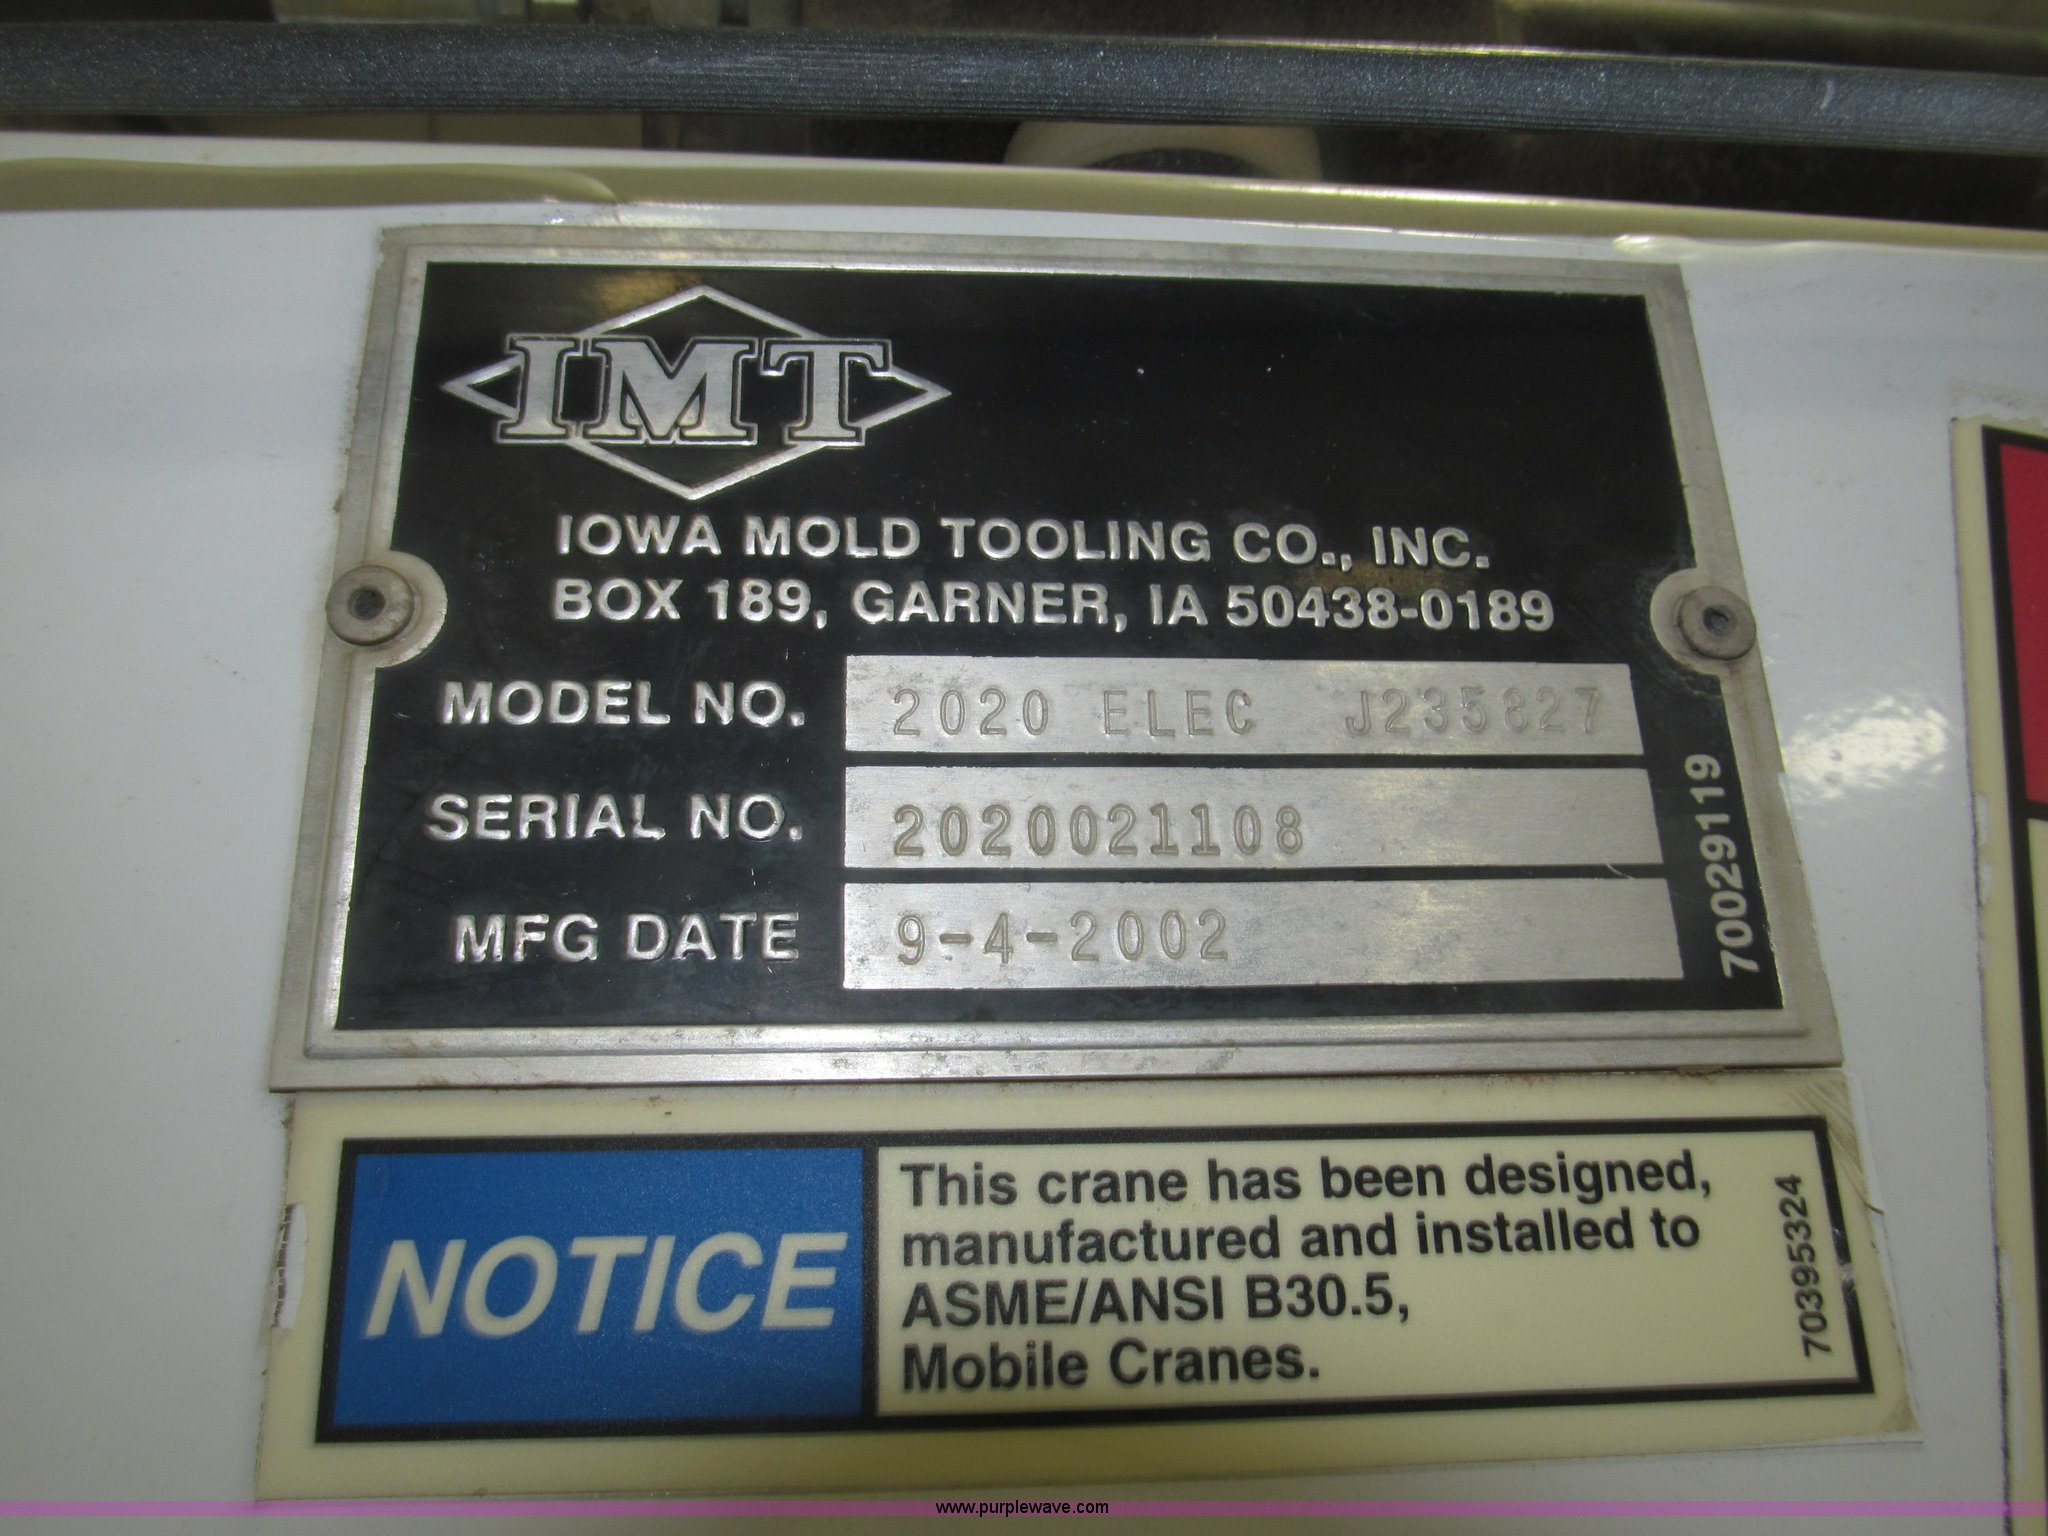 IMT
IOWA MOLD TOOLING CO., INC.
BOX 189, GARNER, IA 50438-0189
MODEL NO. 2020 ELEC J235827
SERIAL NO. 2020021108
MFG DATE 9-4-2002
70029119
NOTICE
This crane has been designed,
manufactured and installed to
ASME/ANSI B30.5,
Mobile Cranes.
70395324
www.purplewave.com